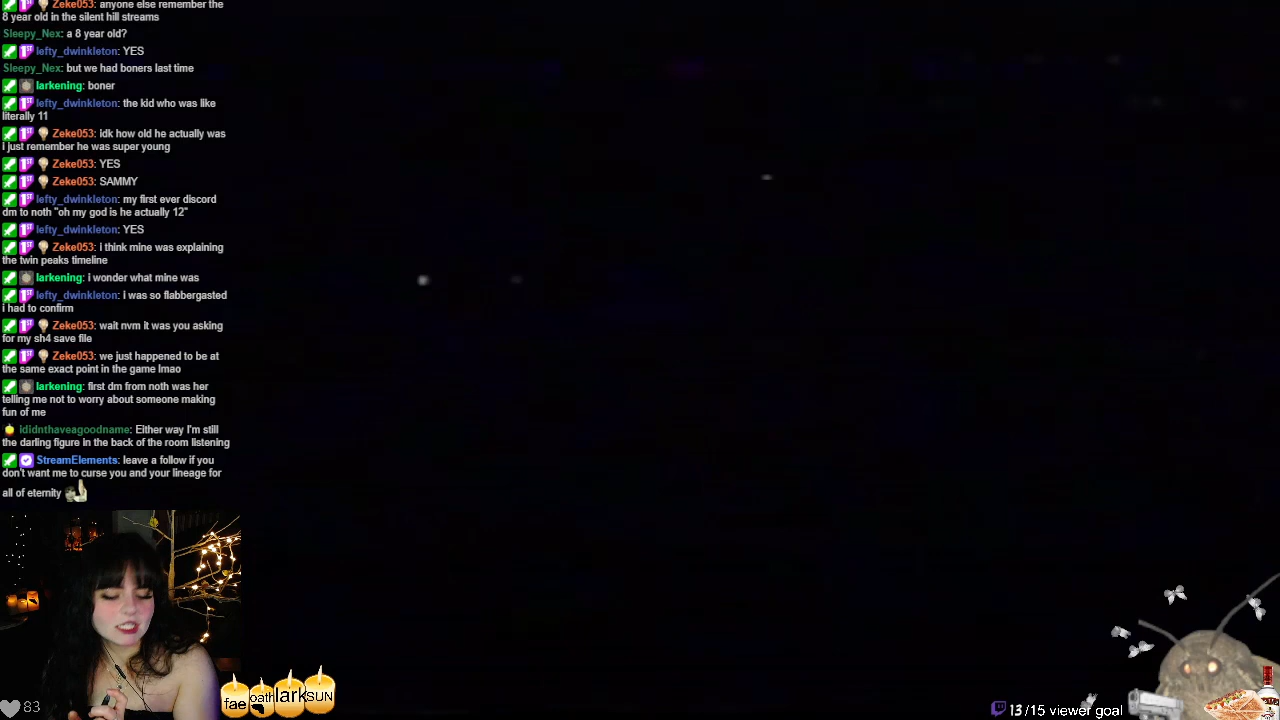 Zeke053: anyone else remember the
8 year old in the silent hill streams
Sleepy_Nex: a 8 year old?
lefty_dwinkleton: YES
Sleepy_Nex: but we had boners last time
larkening: boner
lefty_dwinkleton: the kid who was like
literally 11
Zeke053: idk how old he actually was
i just remember he was super young
Zeke053: YES
Zeke053: SAMMY
lefty_dwinkleton: my first ever discord
dm to noth "oh my god is he actually 12"
lefty_dwinkleton: YES
Zeke053: i think mine was explaining
the twin peaks timeline
larkening: i wonder what mine was
lefty_dwinkleton: i was so flabbergasted
i had to confirm
Zeke053: wait nvm it was you asking
for my sh4 save file
Zeke053: we just happened to be at
the same exact point in the game lmao
larkening: first dm from noth was her
telling me not to worry about someone making
fun of me
ididnthaveagoodname: Either way I'm still
the darling figure in the back of the room listening
StreamElements: leave a follow if you
don't want me to curse you and your lineage for
all of eternity
fae oath lark SUN
83
13/15 viewer goal